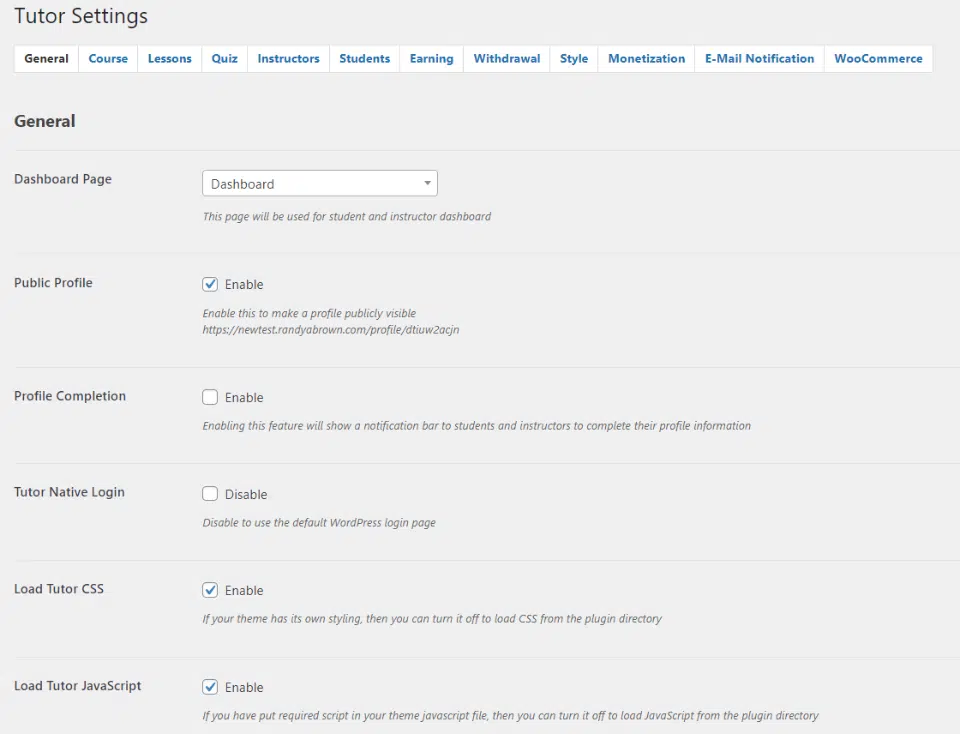 Tutor Settings
General Course Lessons Quiz Instructors Students Earning Withdrawal Style Monetization E-Mail Notification WooCommerce
General
Dashboard Page
Dashboard
This page will be used for student and instructor dashboard
Public Profile
Enable
Enable this to make a profile publicly visible
https://newtest.randyabrown.com/profile/dtiuw2acjn
Profile Completion
Enable
Enabling this feature will show a notification bar to students and instructors to complete their profile information
Tutor Native Login
Disable
Disable to use the default WordPress login page
Load Tutor CSS
Enable
If your theme has its own styling, then you can turn it off to load CSS from the plugin directory
Load Tutor JavaScript
Enable
If you have put required script in your theme javascript file, then you can turn it off to load JavaScript from the plugin directory